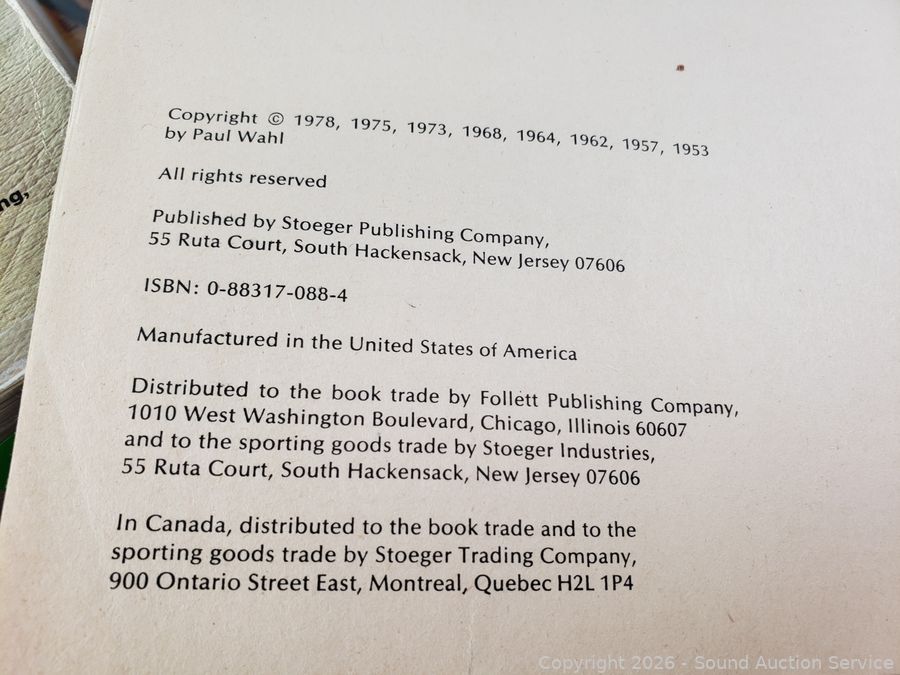 Copyright © 1978, 1975, 1973, 1968, 1964, 1962, 1957, 1953
by Paul Wahl
All rights reserved
Published by Stoeger Publishing Company,
55 Ruta Court, South Hackensack, New Jersey 07606
ISBN: 0-88317-088-4
Manufactured in the United States of America
Distributed to the book trade by Follett Publishing Company,
1010 West Washington Boulevard, Chicago, Illinois 60607
and to the sporting goods trade by Stoeger Industries,
55 Ruta Court, South Hackensack, New Jersey 07606
In Canada, distributed to the book trade and to the
sporting goods trade by Stoeger Trading Company,
900 Ontario Street East, Montreal, Quebec H2L 1P4
Copyright 2026 - Sound Auction Service